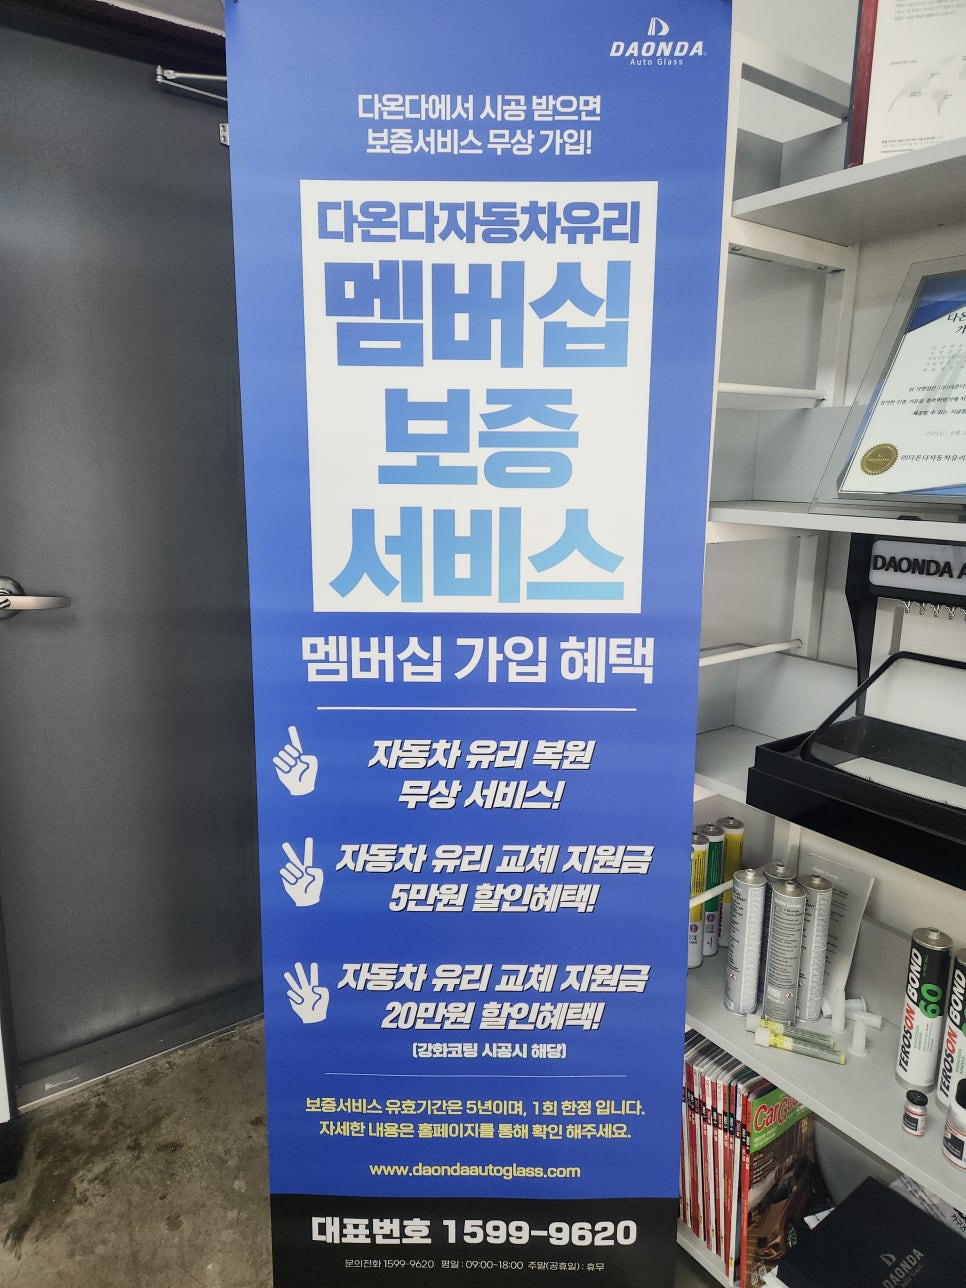 DAONDA
Auto Glass
다온다에서 시공 받으면
보증서비스 무상 가입!
다온다자동차유리
멤버십
보증
서비스
멤버십 가입 혜택
자동차 유리 복원
무상 서비스!
자동차 유리 교체 지원금
5만원 할인혜택!
자동차 유리 교체 지원금
20만원 할인혜택!
(강화코팅 시공시 해당)
보증서비스 유효기간은 5년이며, 1회 한정 입니다.
자세한 내용은 홈페이지를 통해 확인 해주세요.
www.daondaautoglass.com
대표번호 1599-9620
문의전화 1599-9620 평일 : 09:00~18:00 주말(공휴일) : 휴무
DAONDA A
TEROSON BOND
60
TEROSON BOND
DAONDA